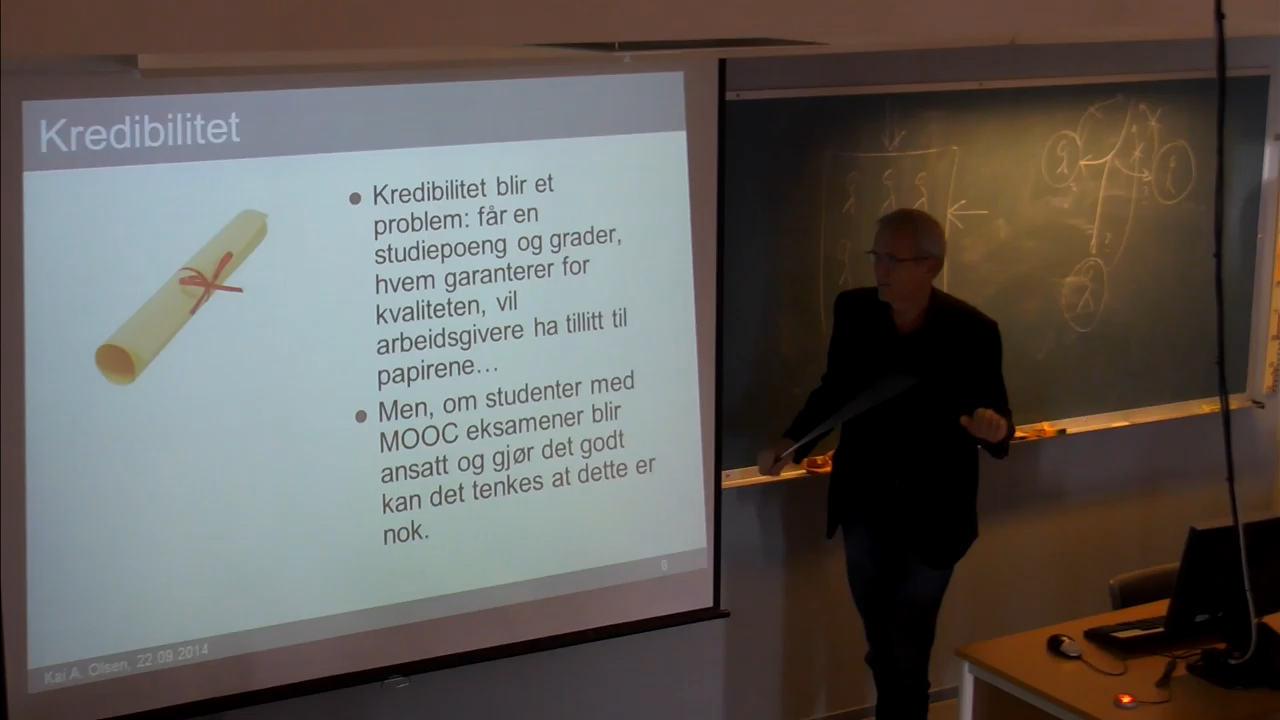 Kredibilitet
● Kredibilitet blir et
problem: får en
studiepoeng og grader,
hvem garanterer for
kvaliteten, vil
arbeidsgivere ha tillitt til
papirene…
● Men, om studenter med
MOOC eksamener blir
ansatt og gjør det godt
kan det tenkes at dette er
nok.
Kai A. Olsen, 22.09.2014